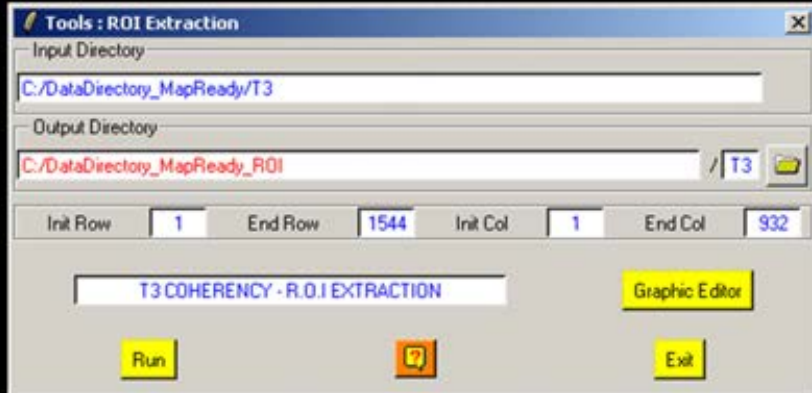 Tools : ROI Extraction
Input Directory
C:/DataDirectory_MapReady/T3
Output Directory
C:/DataDirectory_MapReady_ROI / T3
Init Row 1 End Row 1544 Init Col 1 End Col 932
T3 COHERENCY - R.O.I EXTRACTION Graphic Editor
Run ? Exit